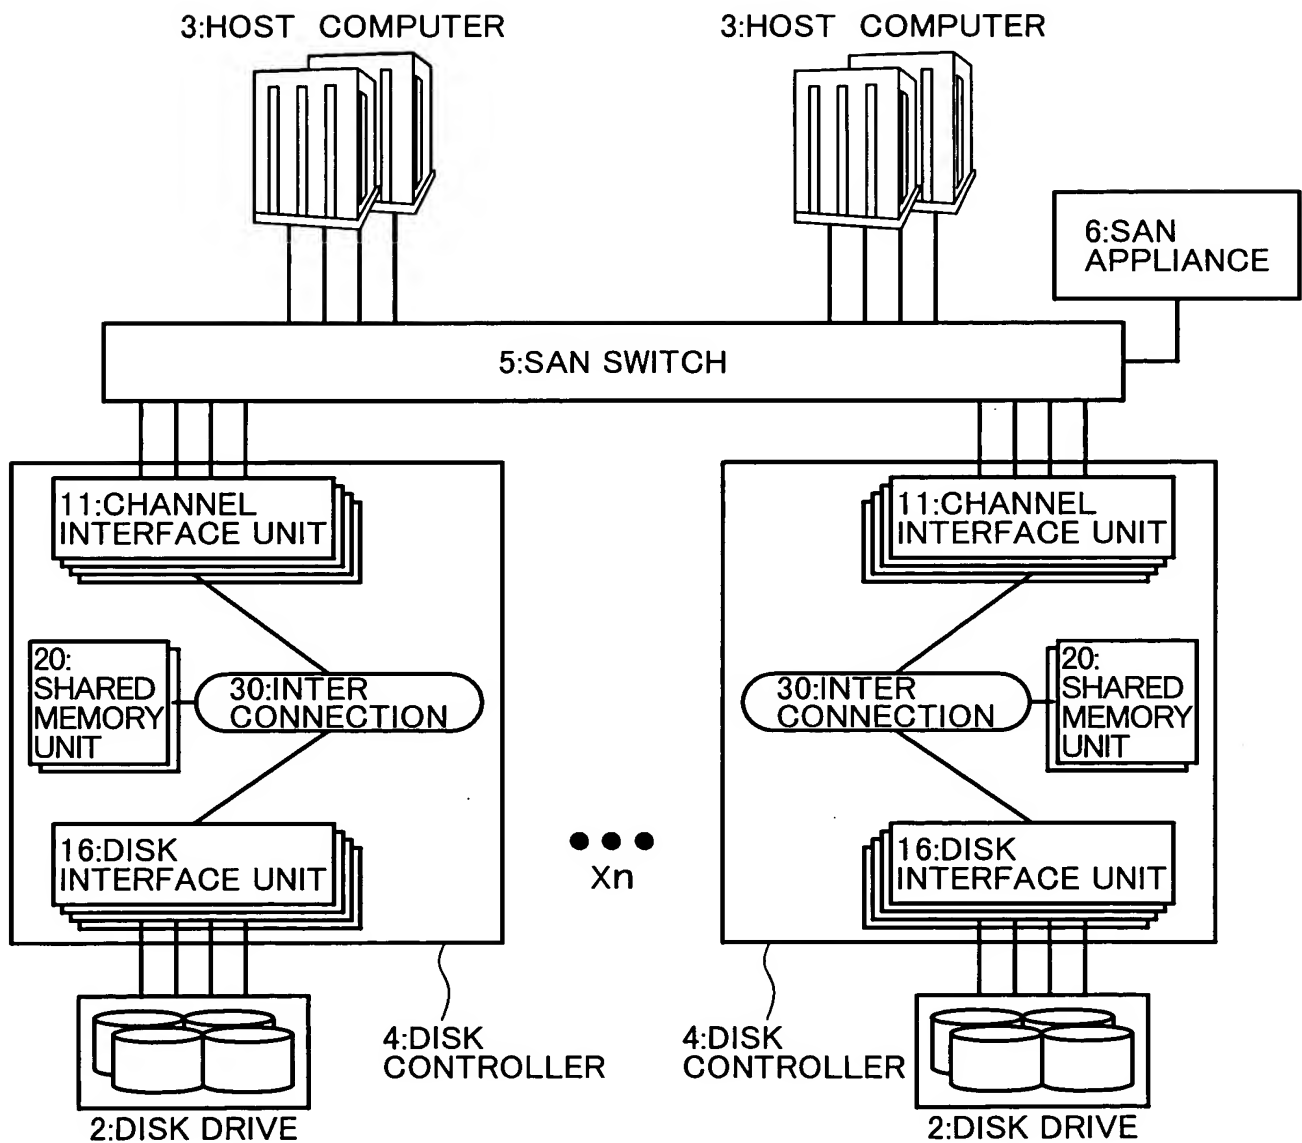 3:HOST COMPUTER
3:HOST COMPUTER
6:SAN
APPLIANCE
5:SAN SWITCH
11:CHANNEL
INTERFACE UNIT
11:CHANNEL
INTERFACE UNIT
20:
SHARED
MEMORY
UNIT
30:INTER
CONNECTION
30:INTER
CONNECTION
20:
SHARED
MEMORY
UNIT
16:DISK
INTERFACE UNIT
Xn
16:DISK
INTERFACE UNIT
4:DISK
CONTROLLER
4:DISK
CONTROLLER
2:DISK DRIVE
2:DISK DRIVE